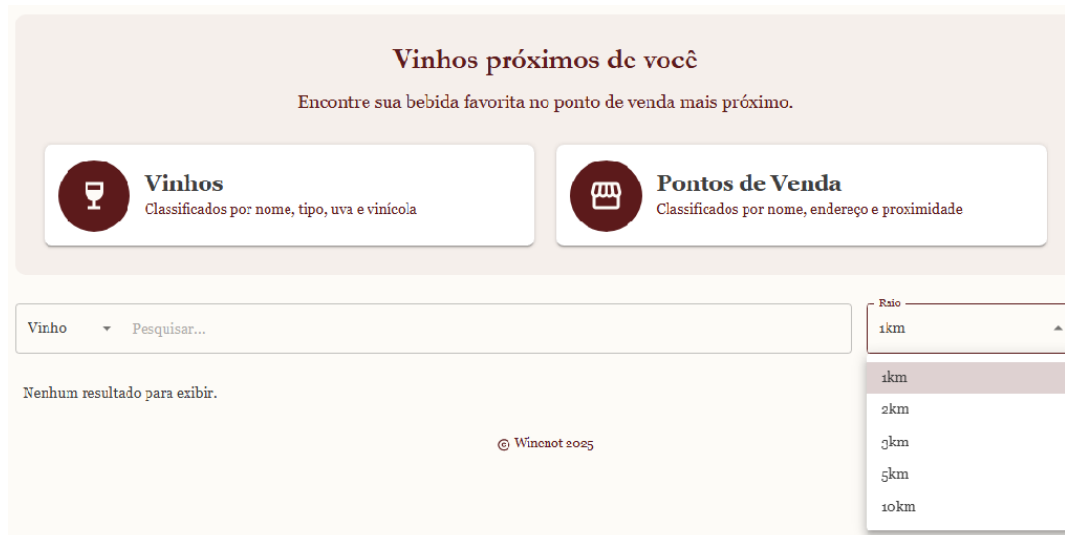 Vinhos próximos de você
Encontre sua bebida favorita no ponto de venda mais próximo.
Vinhos
Classificados por nome, tipo, uva e vinícola
Pontos de Venda
Classificados por nome, endereço e proximidade
Vinho
Pesquisar...
Raio
1km
1km
2km
3km
5km
10km
Nenhum resultado para exibir.
© Winenot 2025